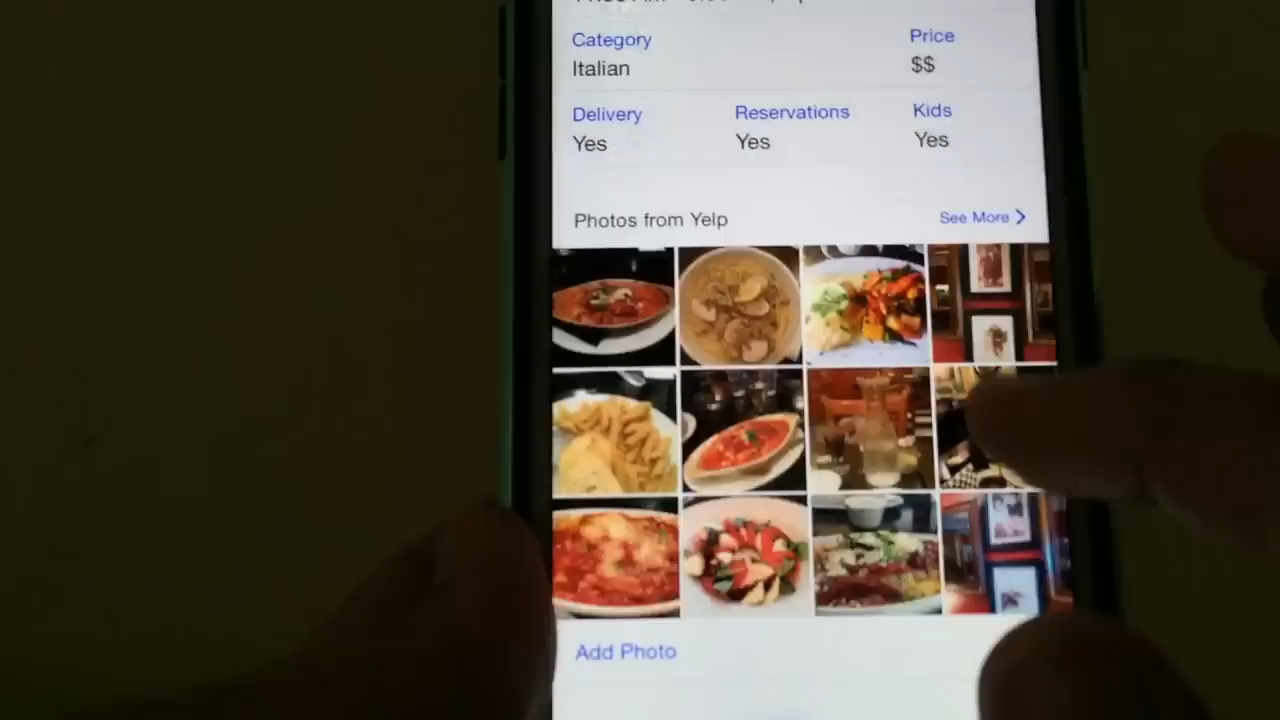 Category Price
Italian $$
Delivery Reservations Kids
Yes Yes Yes
Photos from Yelp See More
Add Photo